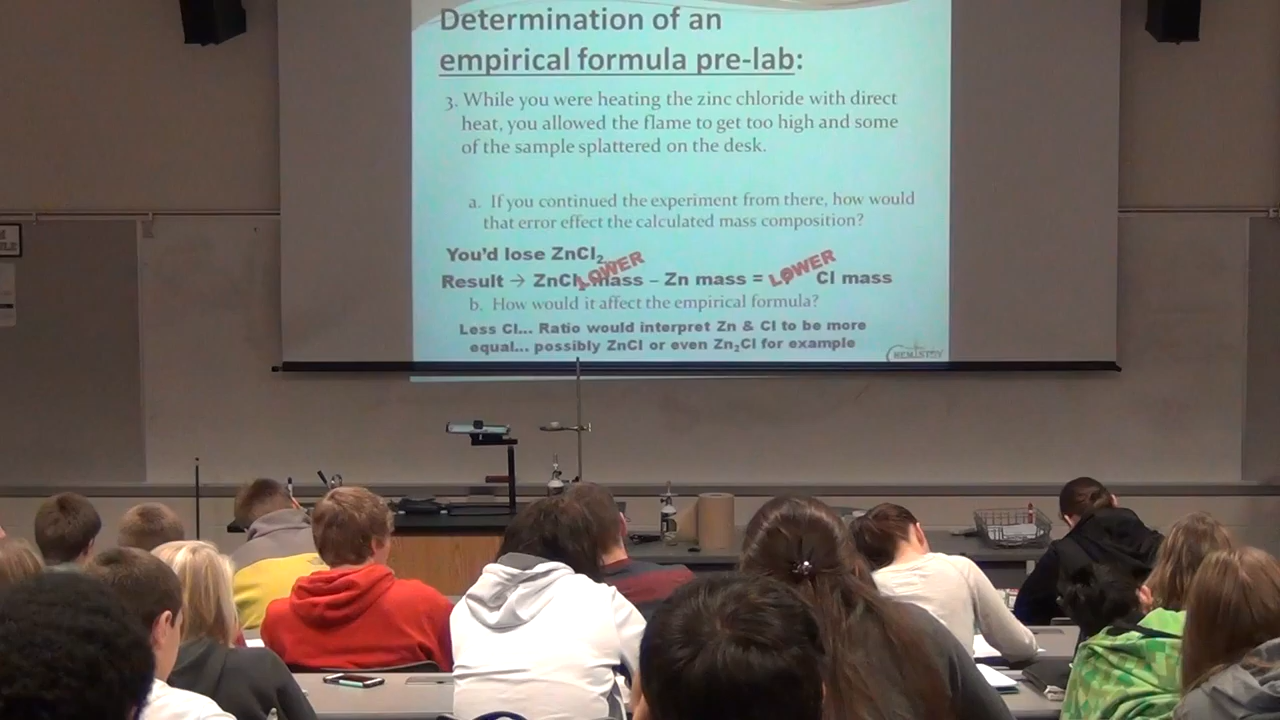 Determination of an
empirical formula pre-lab:
3. While you were heating the zinc chloride with direct
heat, you allowed the flame to get too high and some
of the sample splattered on the desk.
a. If you continued the experiment from there, how would
that error effect the calculated mass composition?
You'd lose ZnCl₂
Result → ZnCl₂ mass – Zn mass = Cl mass
LOWER LOWER
b. How would it affect the empirical formula?
Less Cl... Ratio would interpret Zn & Cl to be more
equal... possibly ZnCl or even Zn₂Cl for example
CHEMISTRY